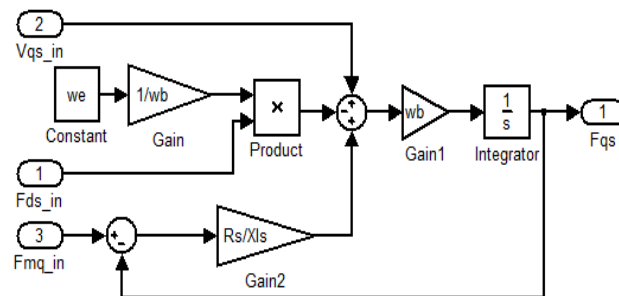 2
Vqs_in
we
Constant
1/wb
Gain
×
Product
- + +
wb
Gain1
1
s
Integrator
1
Fqs
1
Fds_in
3
Fmq_in
+ -
Rs/Xls
Gain2